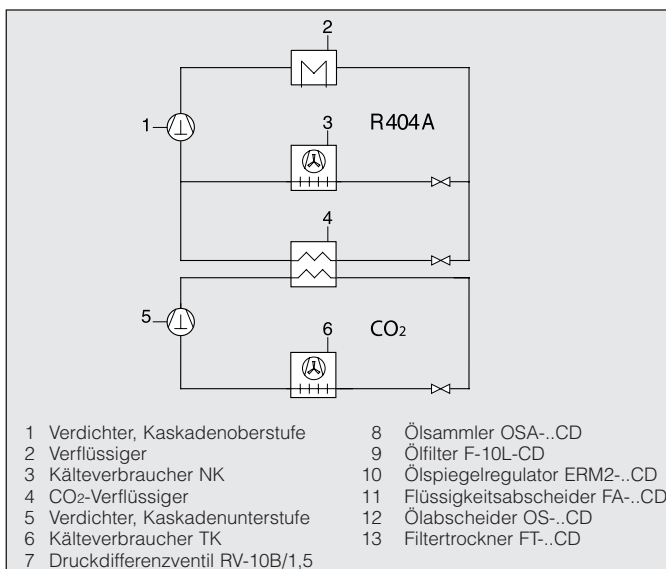 2
1
R404A
3
4
5
CO₂
6
1 Verdichter, Kaskadenoberstufe
2 Verflüssiger
3 Kälteverbraucher NK
4 CO2-Verflüssiger
5 Verdichter, Kaskadenunterstufe
6 Kälteverbraucher TK
7 Druckdifferenzventil RV-10B/1,5
8 Ölsammler OSA-..CD
9 Ölfilter F-10L-CD
10 Ölspiegelregulator ERM2-..CD
11 Flüssigkeitsabscheider FA-..CD
12 Ölabscheider OS-..CD
13 Filtertrockner FT-..CD